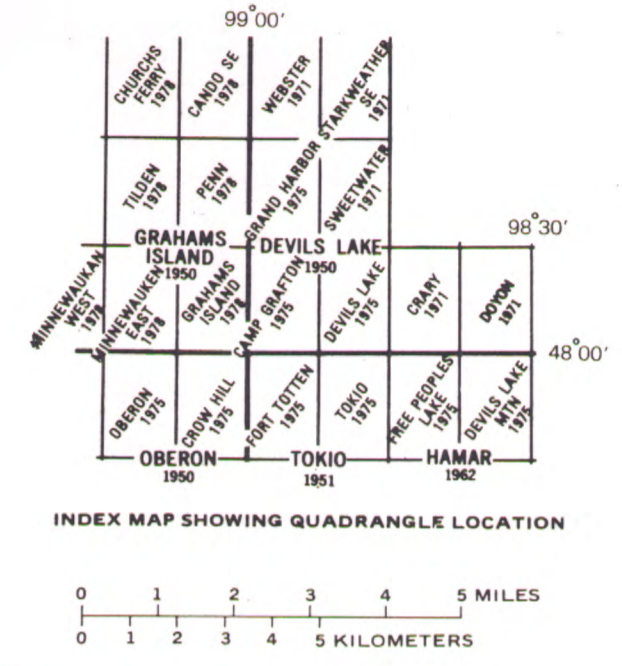 99°00′
CHURCHS
FERRY
1978
CANDO SE
1978
WEBSTER
1971
STARKWEATHER
SE
1971
TILDEN
1978
PENN
1978
GRAND HARBOR
1975
SWEETWATER
1971
98°30′
GRAHAMS
ISLAND
1950
DEVILS LAKE
1950
MINNEWAUKAN
WEST
1978
MINNEWAUKEN
EAST
1978
GRAHAMS
ISLAND
1978
CAMP GRAFTON
1975
DEVILS LAKE
1975
CRARY
1971
DOYON
1971
48°00′
OBERON
1975
CROW HILL
1975
FORT TOTTEN
1975
TOKIO
1975
FREE PEOPLES
LAKE
1975
DEVILS LAKE
MTN
1975
OBERON
1950
TOKIO
1951
HAMAR
1962
INDEX MAP SHOWING QUADRANGLE LOCATION
0 1 2 3 4 5 MILES
0 1 2 3 4 5 KILOMETERS